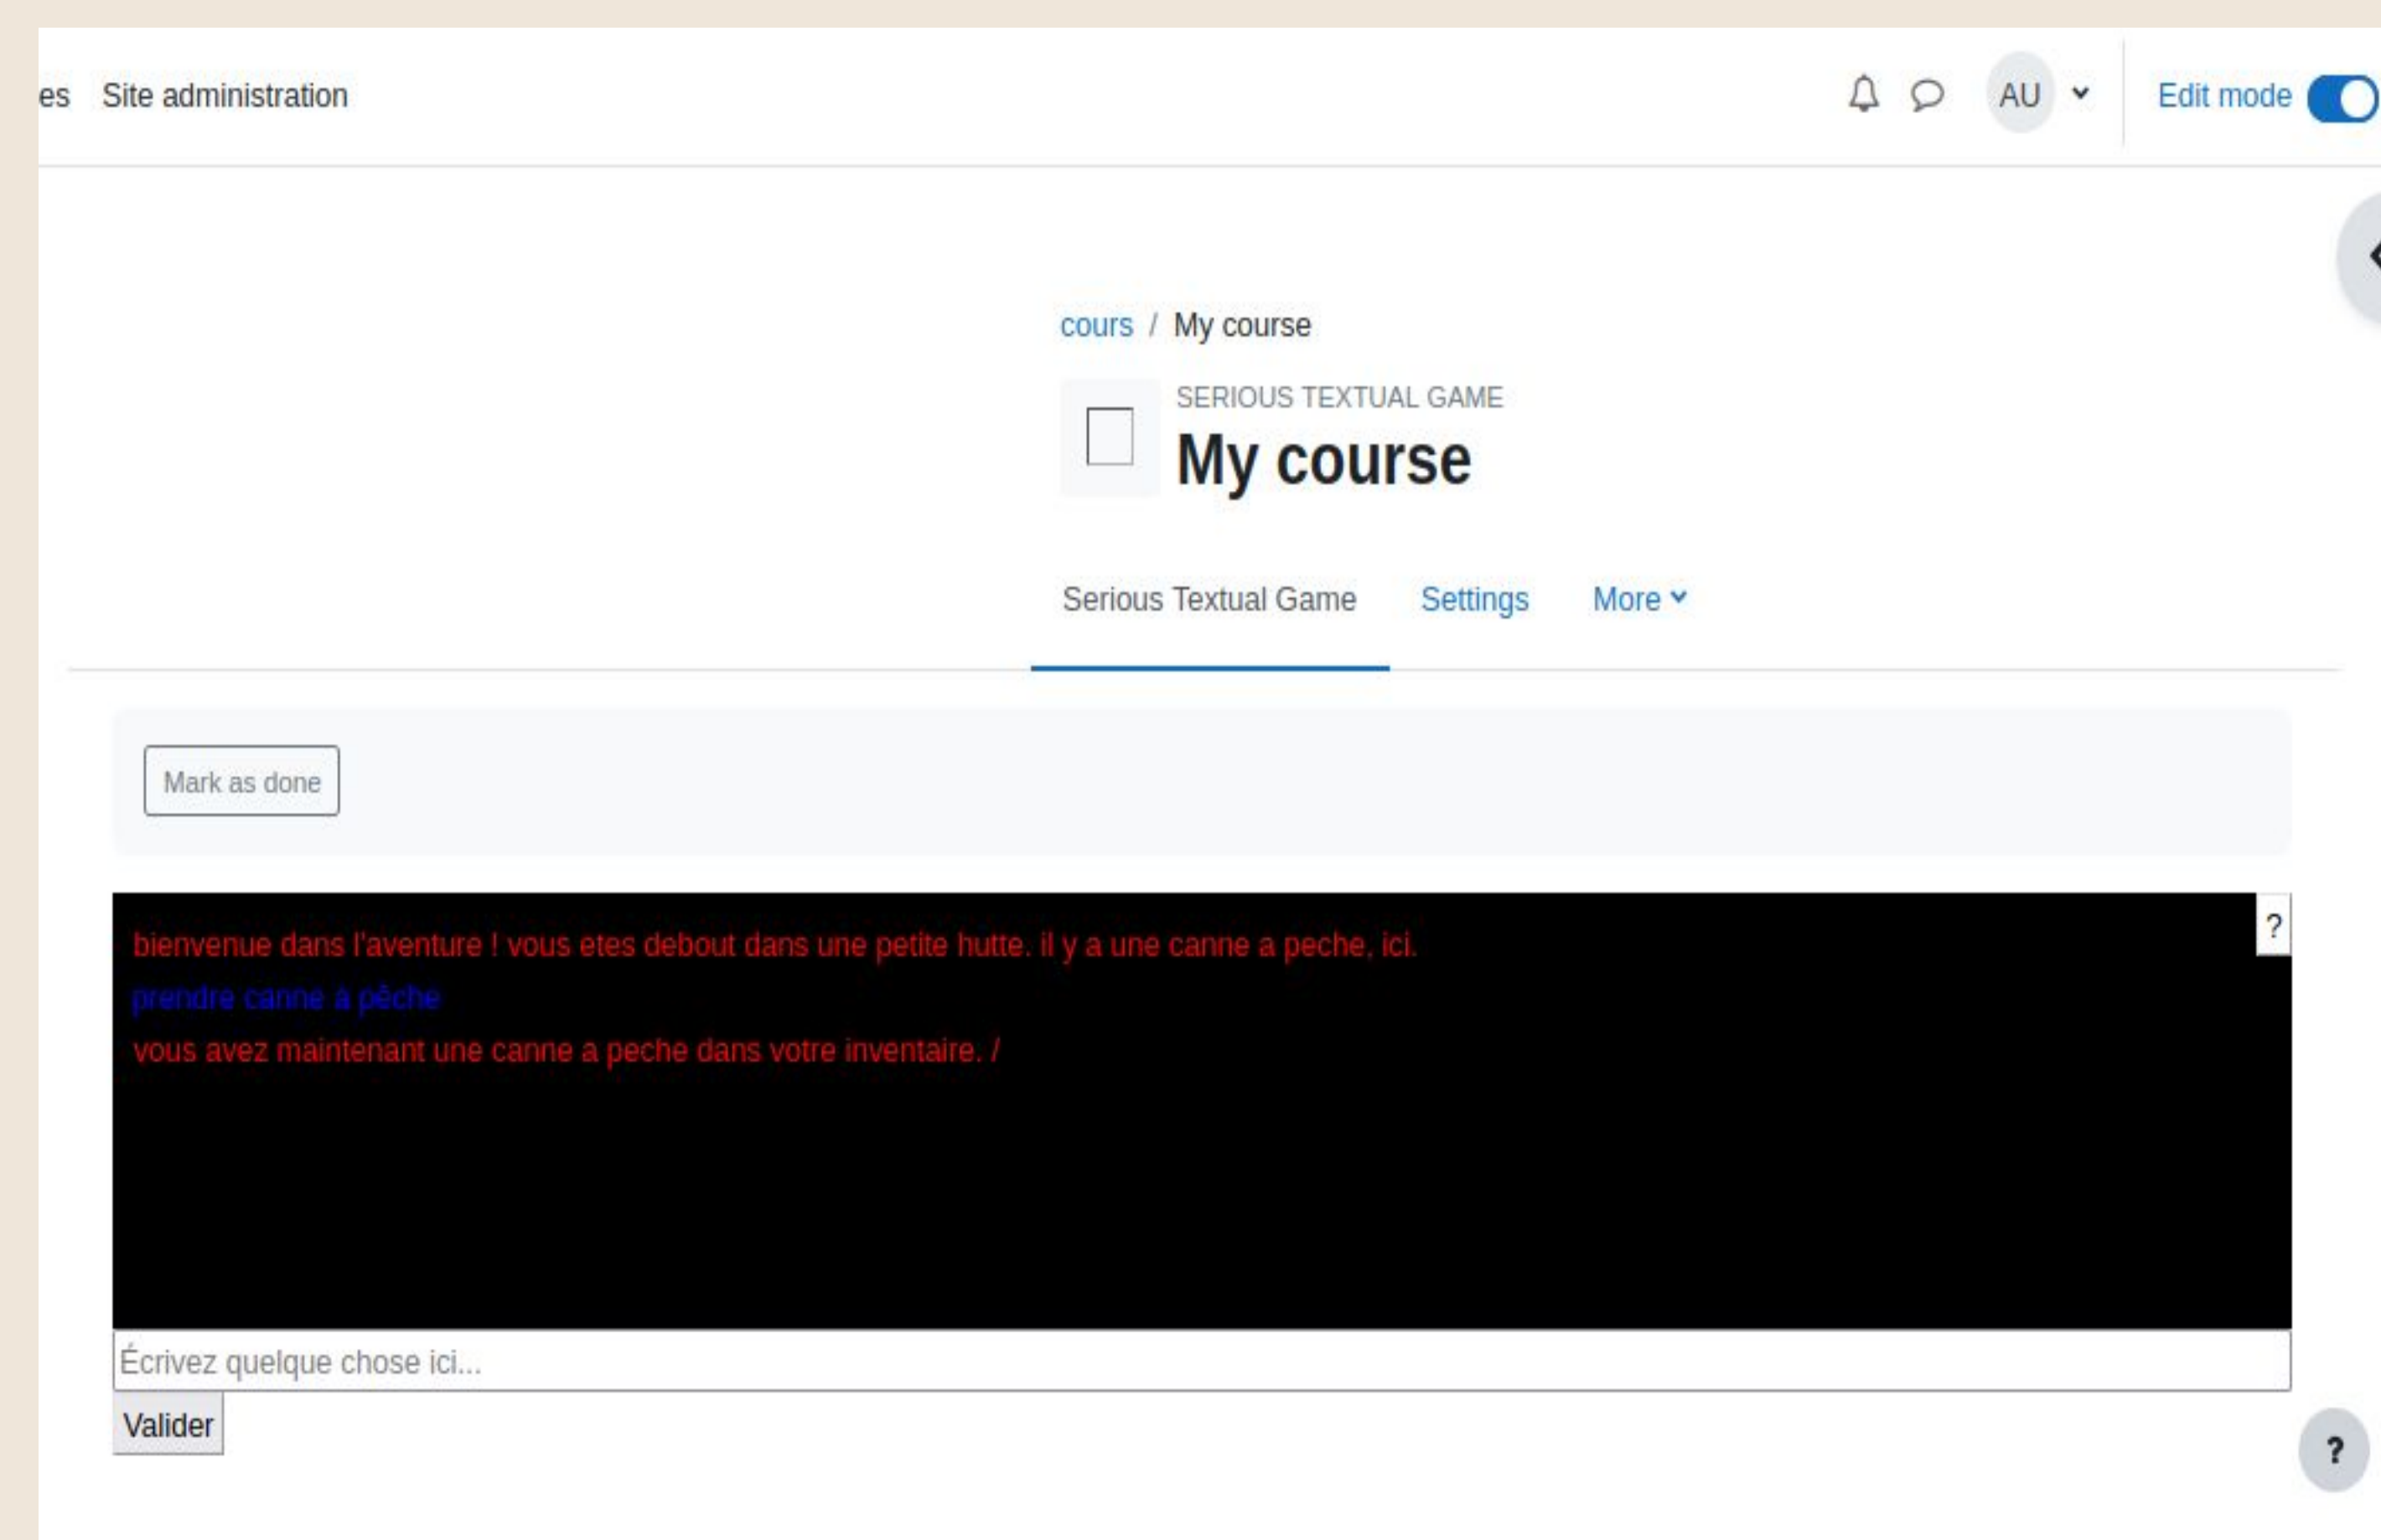 es Site administration AU Edit mode
cours / My course
SERIOUS TEXTUAL GAME
My course
Serious Textual Game Settings More
Mark as done
bienvenue dans l'aventure ! vous etes debout dans une petite hutte. il y a une canne a peche, ici.
?
prendre canne à pêche
vous avez maintenant une canne a peche dans votre inventaire. /
Écrivez quelque chose ici...
Valider
?